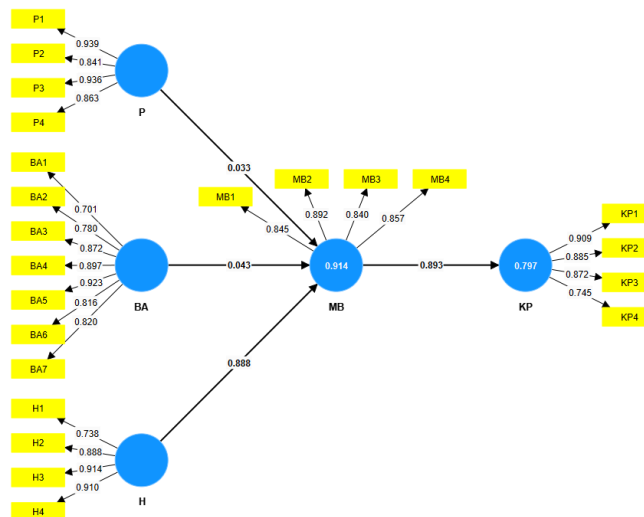 P1
0.939
P2
0.841
P3
0.936
P4
0.863
P
0.033
BA1
0.701
BA2
0.780
BA3
0.872
BA4
0.897
BA5
0.923
BA6
0.816
BA7
0.820
BA
0.043
MB1
0.845
MB2
0.892
MB3
0.840
MB4
0.857
0.914
MB
0.893
0.797
KP
KP1
0.909
KP2
0.885
KP3
0.872
KP4
0.745
0.888
H1
0.738
H2
0.888
H3
0.914
H4
0.910
H